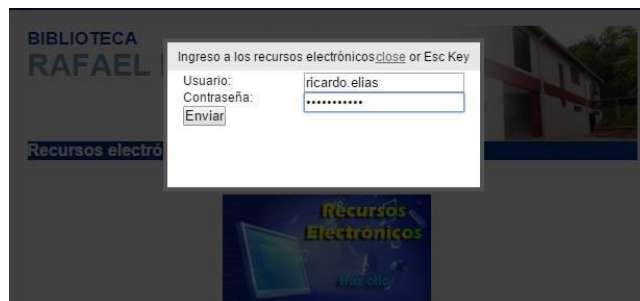 BIBLIOTECA
RAFAEL
Ingreso a los recursos electrónicos close or Esc Key
Usuario: ricardo.elias
Contraseña: •••••••••••
Enviar
Recursos electró
Recursos
Electrónicos
Haz clic